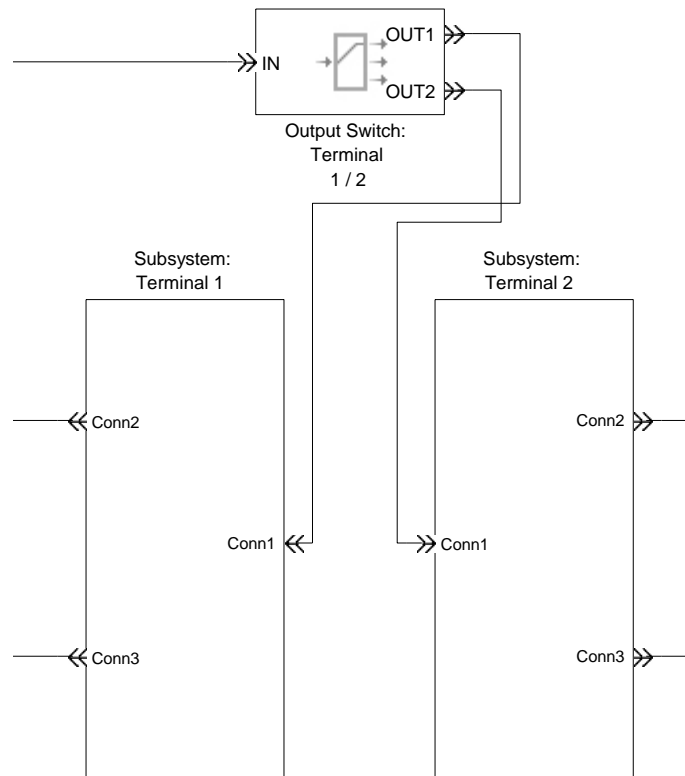 OUT1
IN
OUT2
Output Switch:
Terminal
1 / 2
Subsystem:
Terminal 1
Subsystem:
Terminal 2
Conn2
Conn2
Conn1
Conn1
Conn3
Conn3